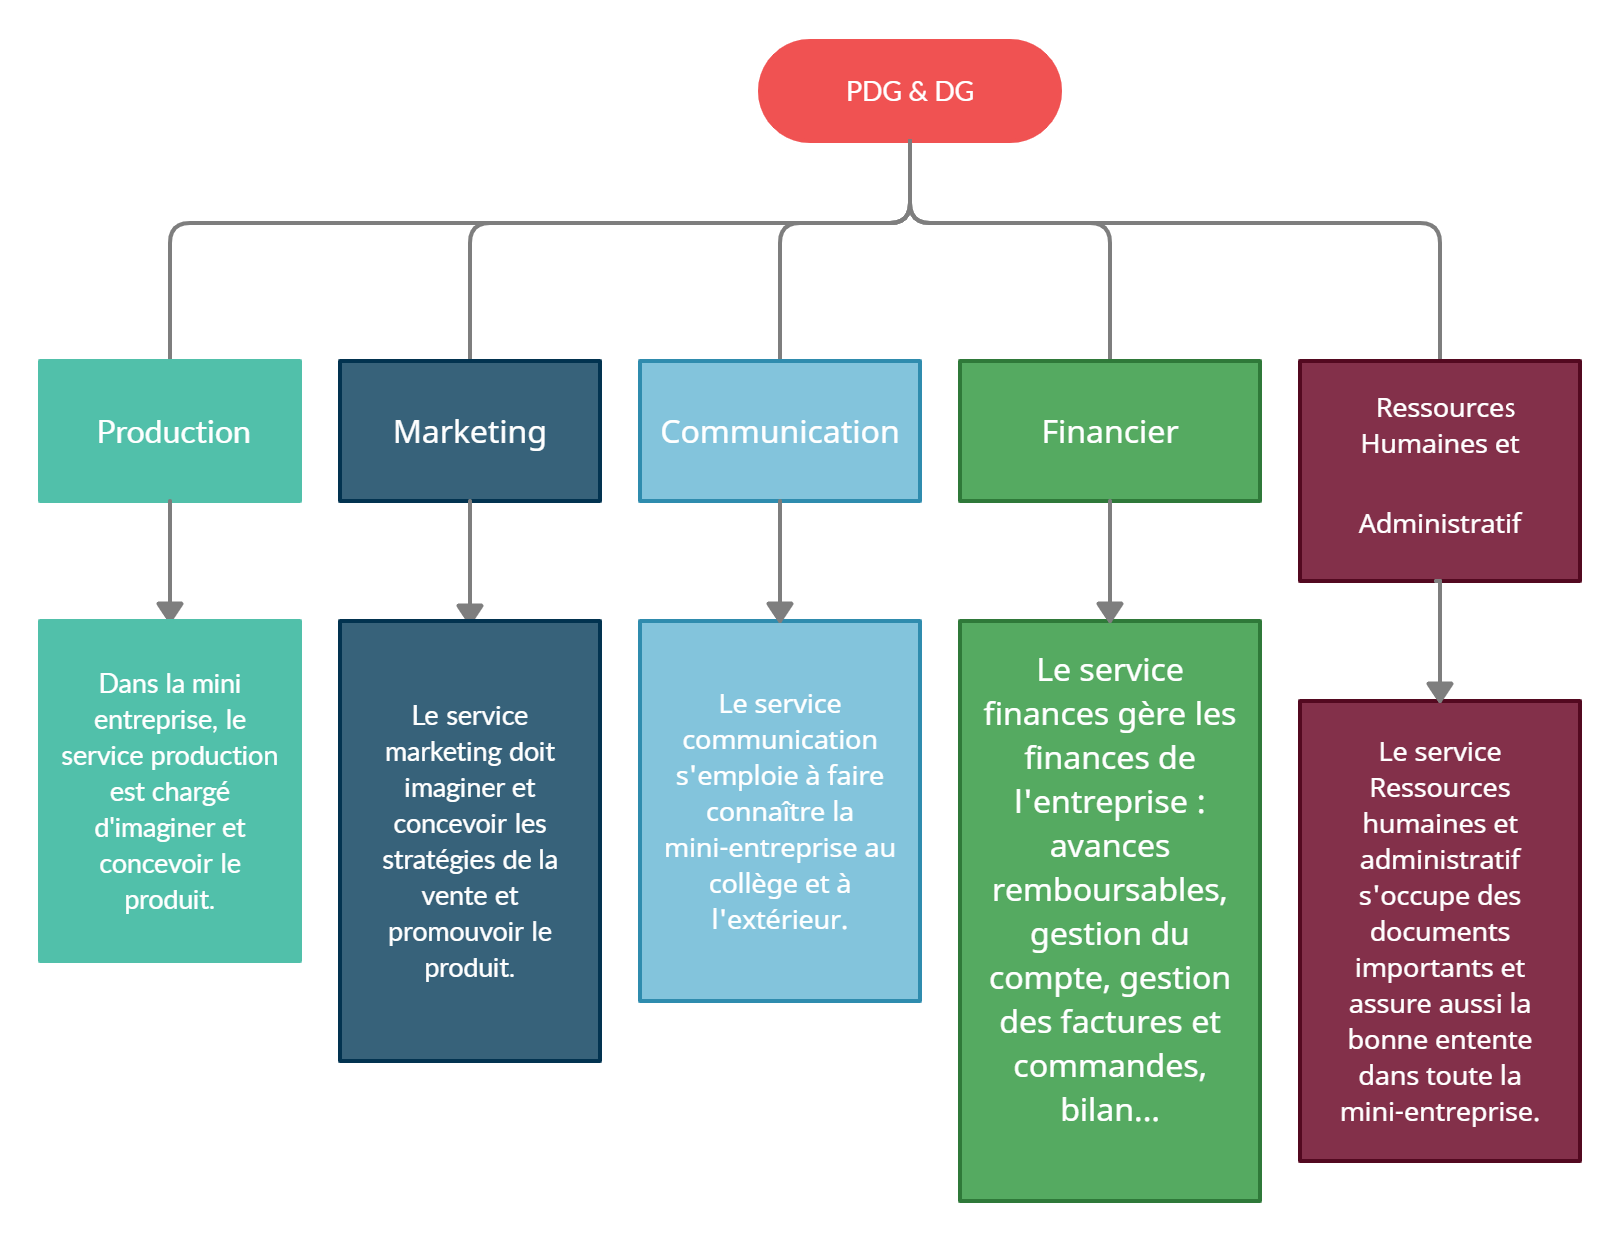 PDG & DG
Production
Marketing
Communication
Financier
Ressources
Humaines et
Administratif
Dans la mini
entreprise, le
service production
est chargé
d'imaginer et
concevoir le
produit.
Le service
marketing doit
imaginer et
concevoir les
stratégies de la
vente et
promouvoir le
produit.
Le service
communication
s'emploie à faire
connaître la
mini-entreprise au
collège et à
l'extérieur.
Le service
finances gère les
finances de
l'entreprise :
avances
remboursables,
gestion du
compte, gestion
des factures et
commandes,
bilan...
Le service
Ressources
humaines et
administratif
s'occupe des
documents
importants et
assure aussi la
bonne entente
dans toute la
mini-entreprise.